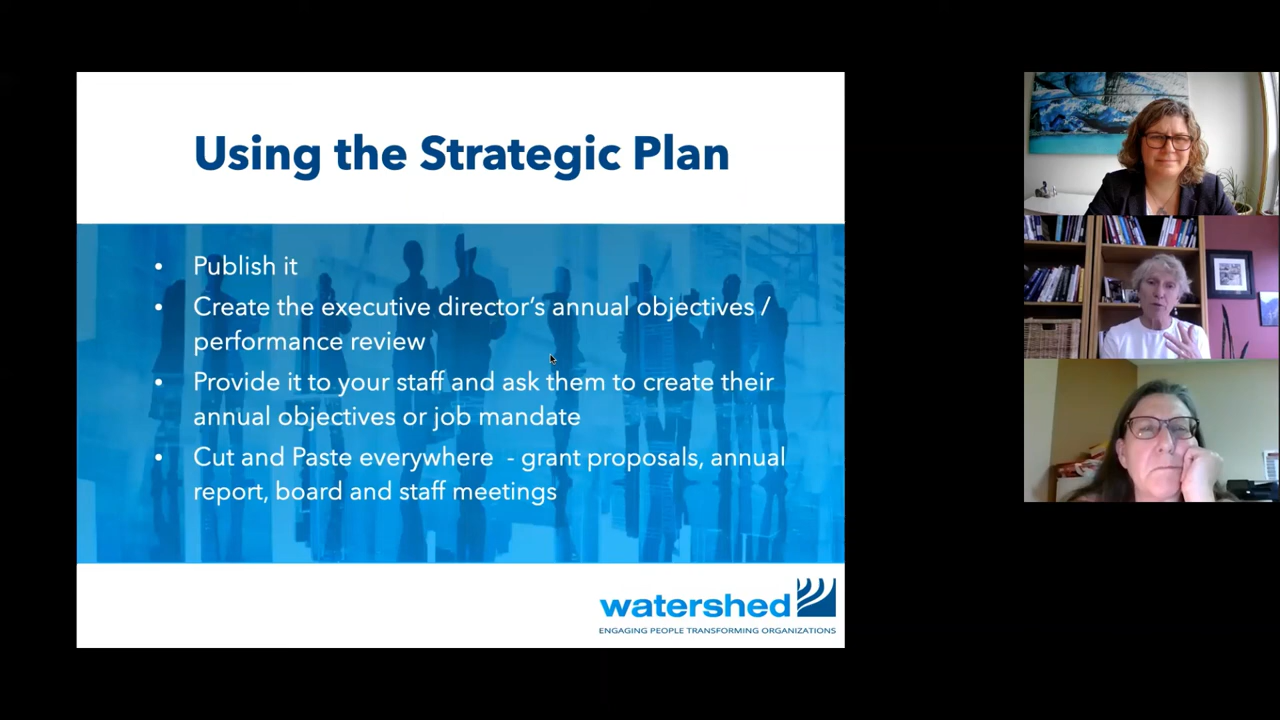 Using the Strategic Plan
• Publish it
• Create the executive director's annual objectives /
performance review
• Provide it to your staff and ask them to create their
annual objectives or job mandate
• Cut and Paste everywhere - grant proposals, annual
report, board and staff meetings
watershed
ENGAGING PEOPLE TRANSFORMING ORGANIZATIONS